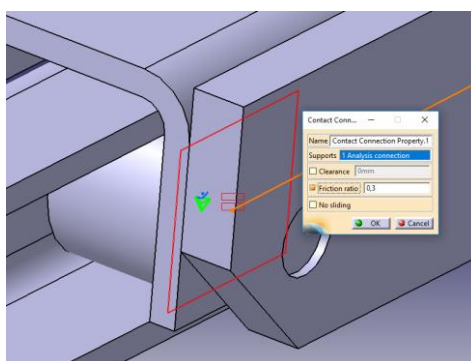 Contact Conn...
Name Contact Connection Property.1
Supports 1 Analysis connection
Clearance 0mm
Friction ratio 0,3
No sliding
OK Cancel